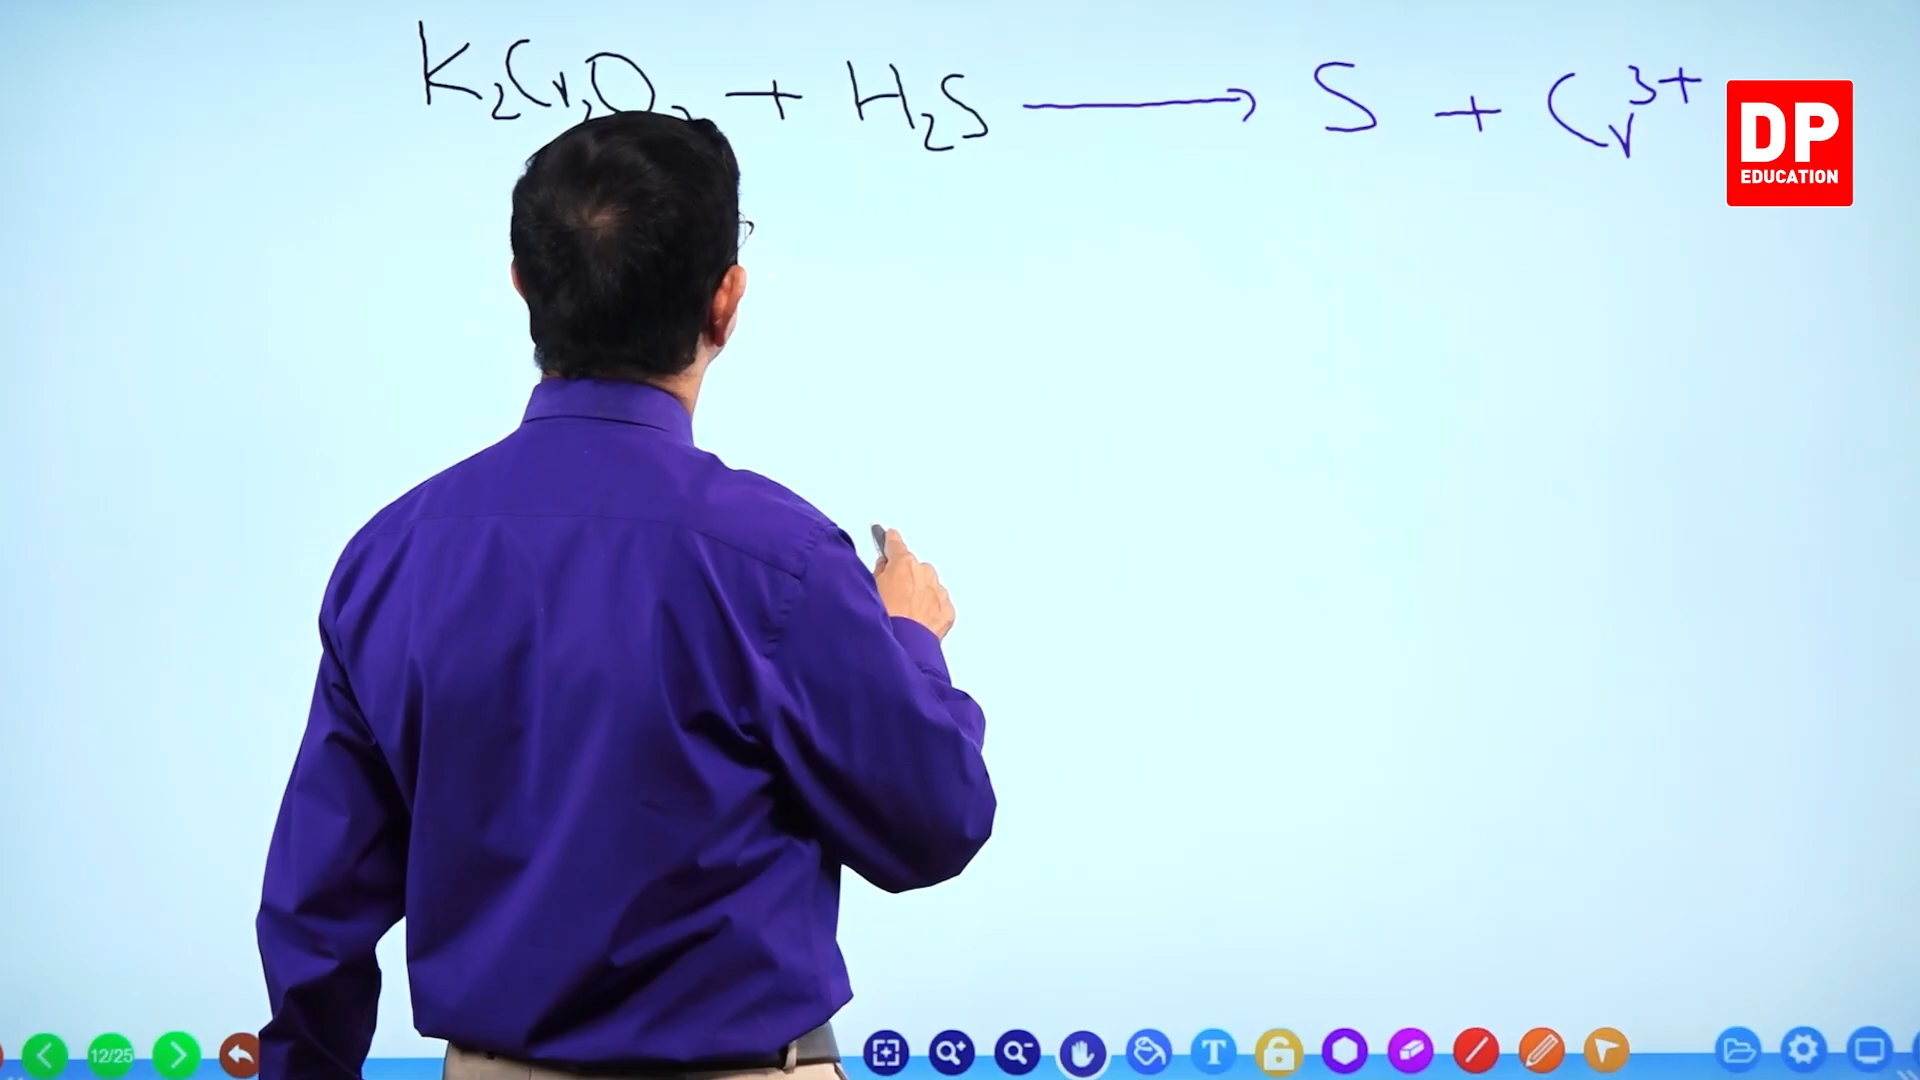 K₂Cr₂O₇ + H₂S ⟶ S + Cr³⁺
DP
EDUCATION
12/25
T